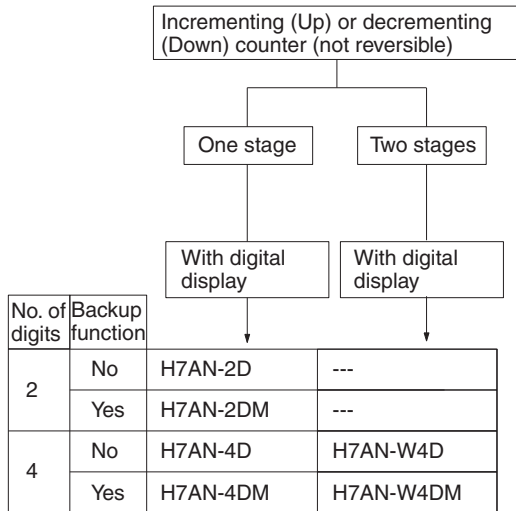 Incrementing (Up) or decrementing
(Down) counter (not reversible)
One stage
Two stages
With digital
display
With digital
display
No. of
digits
Backup
function
2
No
H7AN-2D
---
Yes
H7AN-2DM
---
4
No
H7AN-4D
H7AN-W4D
Yes
H7AN-4DM
H7AN-W4DM